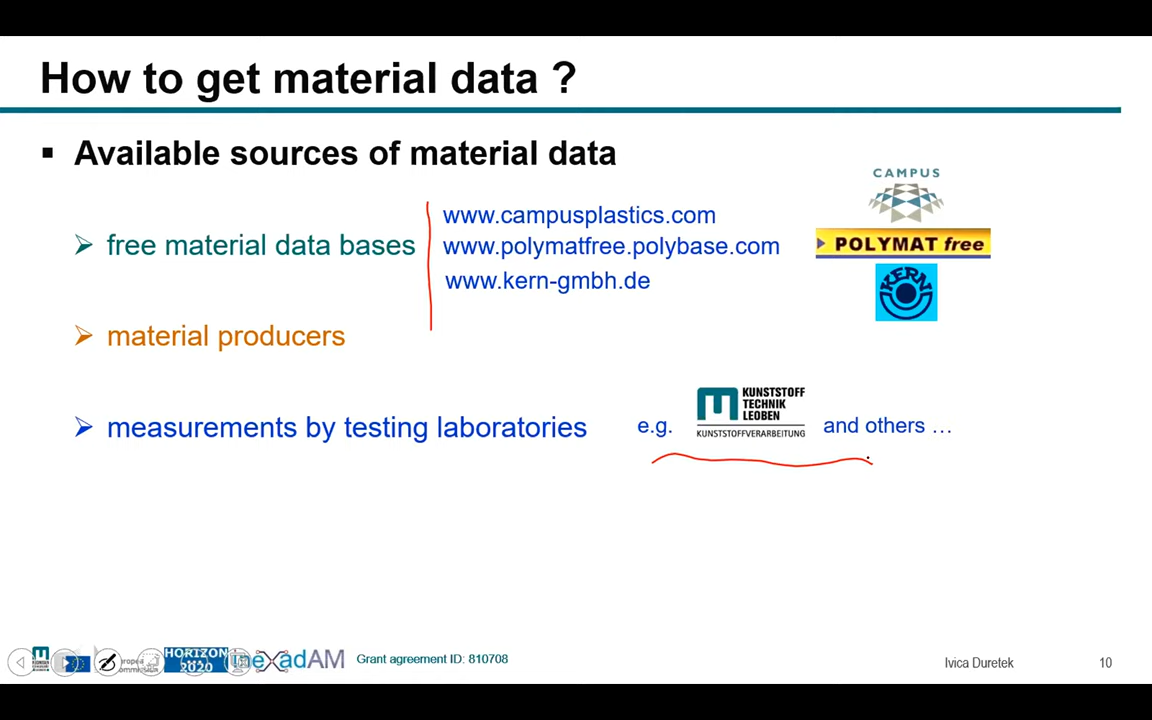 How to get material data ?
▪ Available sources of material data
CAMPUS
www.campusplastics.com
➢ free material data bases
www.polymatfree.polybase.com
POLYMAT free
www.kern-gmbh.de
KERN
➢ material producers
KUNSTSTOFF
TECHNIK
LEOBEN
➢ measurements by testing laboratories
e.g.
KUNSTSTOFFVERARBEITUNG
and others …
HORIZON
2020
inexadAM
Grant agreement ID: 810708
Ivica Duretek
10